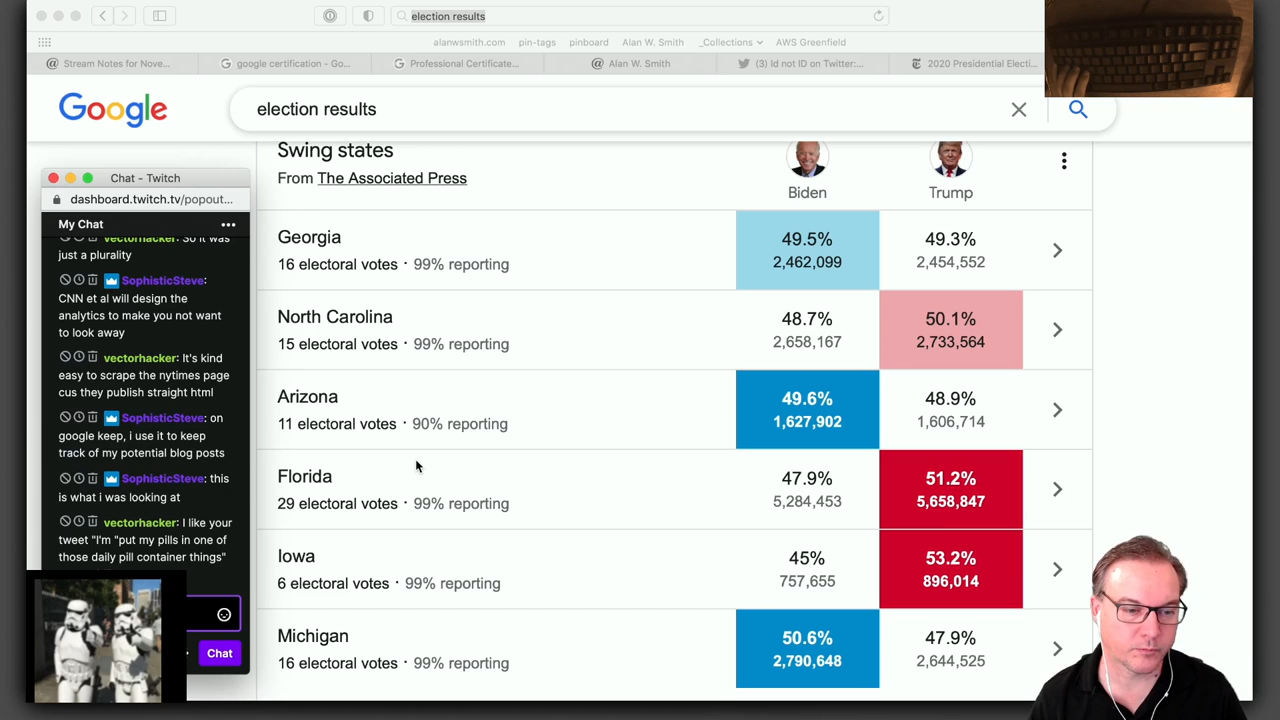 election results
alanwsmith.com
pin-tags
pinboard
Alan W. Smith
_Collections
AWS Greenfield
Stream Notes for Nove...
google certification - Go...
Professional Certificate...
Alan W. Smith
(3) Id not ID on Twitter:...
2020 Presidential Electi...
Google
election results
Swing states
From The Associated Press
Biden
Trump
Georgia
49.5%
49.3%
16 electoral votes · 99% reporting
2,462,099
2,454,552
North Carolina
48.7%
50.1%
15 electoral votes · 99% reporting
2,658,167
2,733,564
Arizona
49.6%
48.9%
11 electoral votes · 90% reporting
1,627,902
1,606,714
Florida
47.9%
51.2%
29 electoral votes · 99% reporting
5,284,453
5,658,847
Iowa
45%
53.2%
6 electoral votes · 99% reporting
757,655
896,014
Michigan
50.6%
47.9%
16 electoral votes · 99% reporting
2,790,648
2,644,525
Chat - Twitch
dashboard.twitch.tv/popout...
My Chat
vectorhacker: So it was
just a plurality
SophisticSteve:
CNN et al will design the
analytics to make you not want
to look away
vectorhacker: It's kind
easy to scrape the nytimes page
cus they publish straight html
SophisticSteve: on
google keep, i use it to keep
track of my potential blog posts
SophisticSteve: this
is what i was looking at
vectorhacker: I like your
tweet "I'm "put my pills in one of
those daily pill container things"
Chat